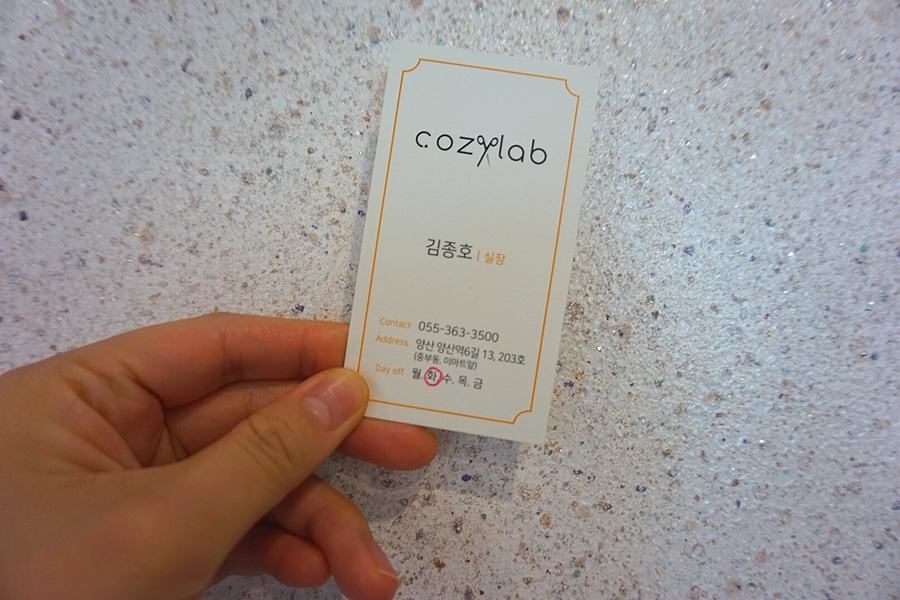 cozylab
김종호 | 실장
Contact 055-363-3500
Address 양산 양산역6길 13, 203호
(중부동, 이마트앞)
Day off 월. 화. 수. 목. 금